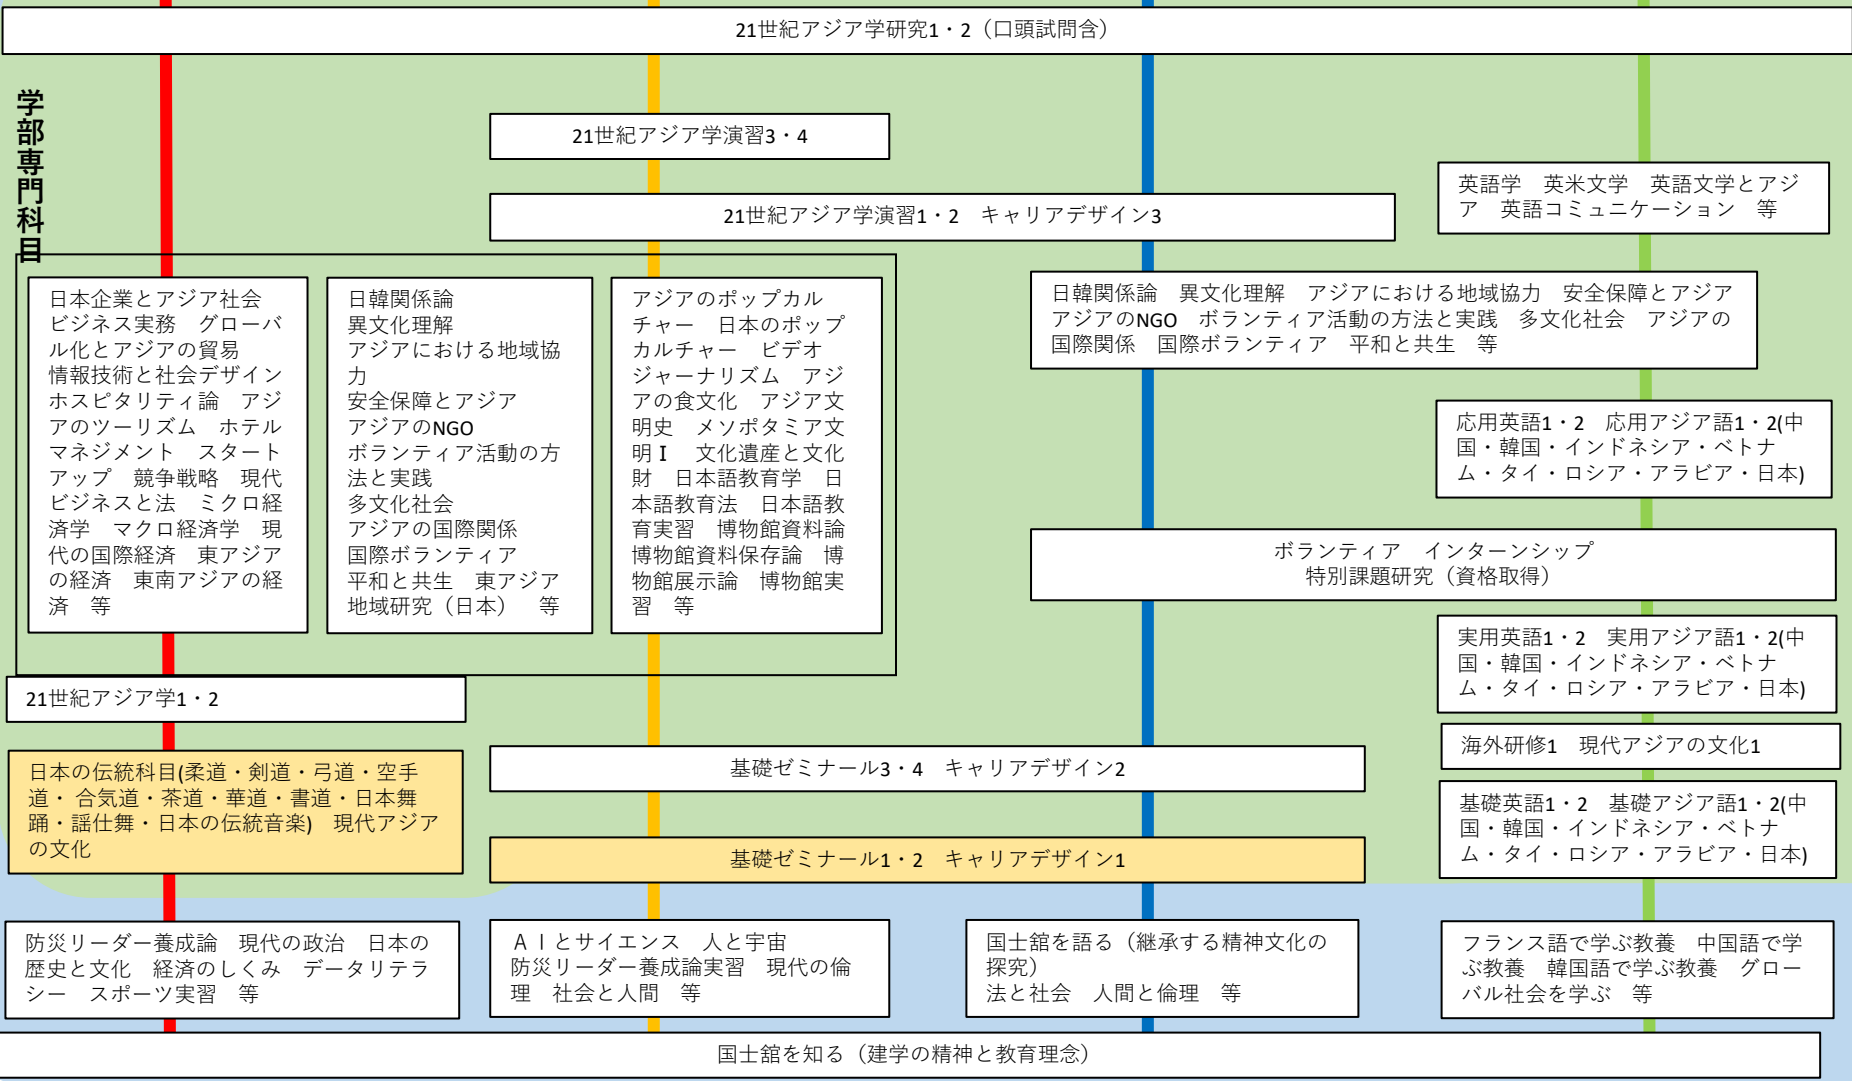 21世紀アジア学研究1・2（口頭試問含）
学部専門科目
21世紀アジア学演習3・4
21世紀アジア学演習1・2　キャリアデザイン3
英語学　英米文学　英語文学とアジ
ア　英語コミュニケーション　等
日本企業とアジア社会
ビジネス実務　グローバ
ル化とアジアの貿易
情報技術と社会デザイン
ホスピタリティ論　アジ
アのツーリズム　ホテル
マネジメント　スタート
アップ　競争戦略　現代
ビジネスと法　ミクロ経
済学　マクロ経済学　現
代の国際経済　東アジア
の経済　東南アジアの経
済　等
日韓関係論
異文化理解
アジアにおける地域協
力
安全保障とアジア
アジアのNGO
ボランティア活動の方
法と実践
多文化社会
アジアの国際関係
国際ボランティア
平和と共生　東アジア
地域研究（日本）　等
アジアのポップカル
チャー　日本のポップ
カルチャー　ビデオ
ジャーナリズム　アジ
アの食文化　アジア文
明史　メソポタミア文
明Ⅰ　文化遺産と文化
財　日本語教育学　日
本語教育法　日本語教
育実習　博物館資料論
博物館資料保存論　博
物館展示論　博物館実
習　等
日韓関係論　異文化理解　アジアにおける地域協力　安全保障とアジア
アジアのNGO　ボランティア活動の方法と実践　多文化社会　アジアの
国際関係　国際ボランティア　平和と共生　等
応用英語1・2　応用アジア語1・2(中
国・韓国・インドネシア・ベトナ
ム・タイ・ロシア・アラビア・日本)
ボランティア　インターンシップ
特別課題研究（資格取得）
実用英語1・2　実用アジア語1・2(中
国・韓国・インドネシア・ベトナ
ム・タイ・ロシア・アラビア・日本)
21世紀アジア学1・2
海外研修1　現代アジアの文化1
日本の伝統科目(柔道・剣道・弓道・空手
道・ 合気道・茶道・華道・書道・日本舞
踊・謡仕舞・日本の伝統音楽)　現代アジア
の文化
基礎ゼミナール3・4　キャリアデザイン2
基礎ゼミナール1・2　キャリアデザイン1
基礎英語1・2　基礎アジア語1・2(中
国・韓国・インドネシア・ベトナ
ム・タイ・ロシア・アラビア・日本)
防災リーダー養成論　現代の政治　日本の
歴史と文化　経済のしくみ　データリテラ
シー　スポーツ実習　等
ＡＩとサイエンス　人と宇宙
防災リーダー養成論実習　現代の倫
理　社会と人間　等
国士舘を語る（継承する精神文化の
探究）
法と社会　人間と倫理　等
フランス語で学ぶ教養　中国語で学
ぶ教養　韓国語で学ぶ教養　グロー
バル社会を学ぶ　等
国士舘を知る（建学の精神と教育理念）